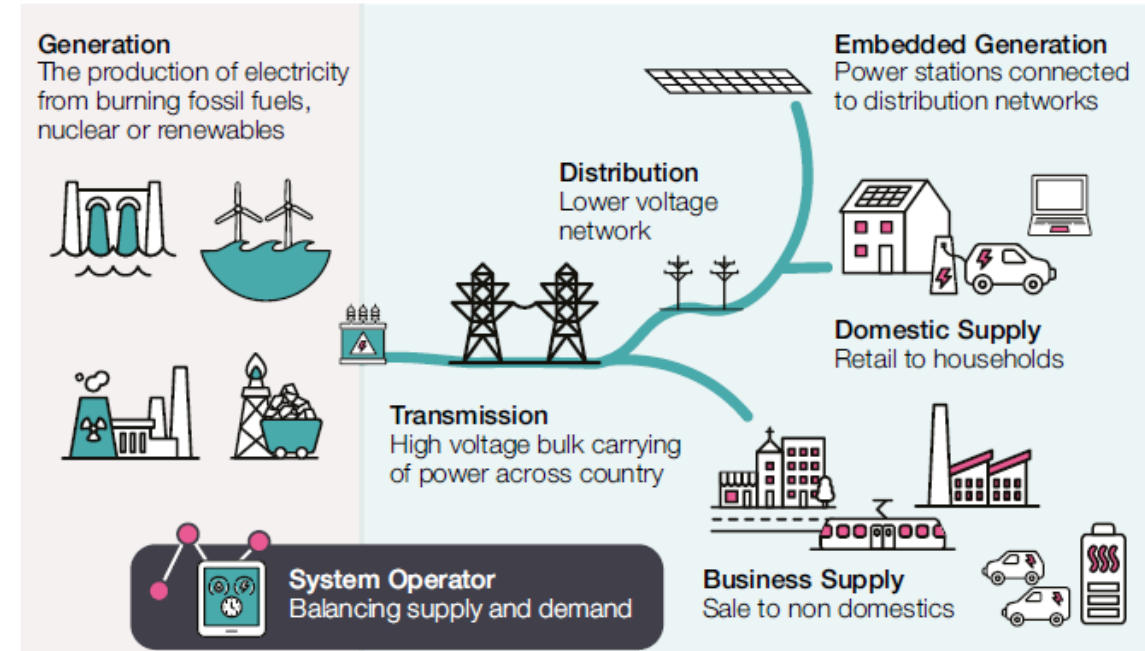 Generation
The production of electricity
from burning fossil fuels,
nuclear or renewables
Embedded Generation
Power stations connected
to distribution networks
Distribution
Lower voltage
network
Domestic Supply
Retail to households
Transmission
High voltage bulk carrying
of power across country
Business Supply
Sale to non domestics
System Operator
Balancing supply and demand